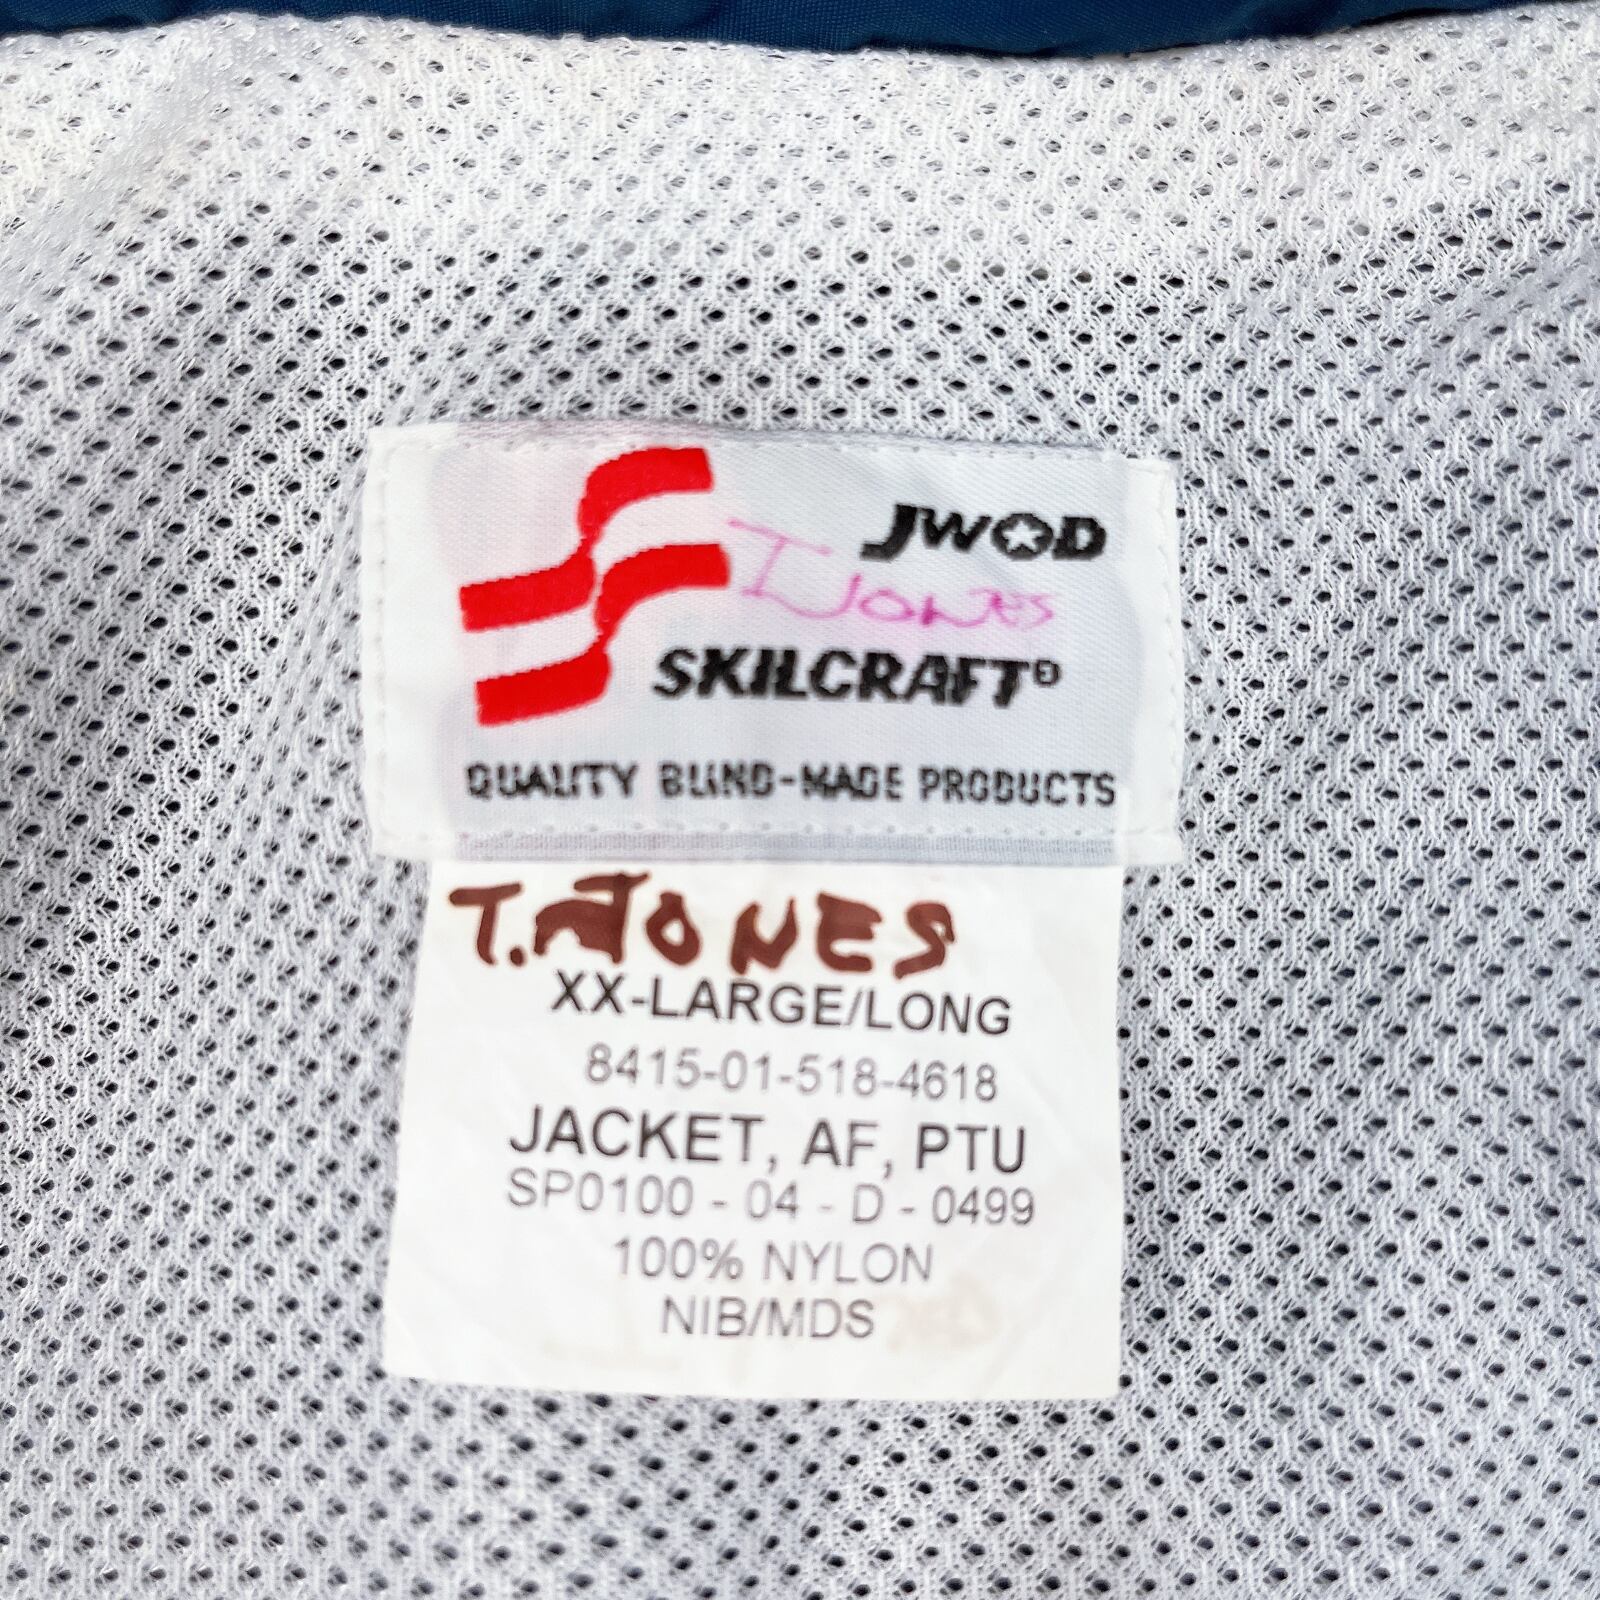 JWOD
T JONES
SKILCRAFT®
QUALITY BLIND-MADE PRODUCTS
T. JONES
XX-LARGE/LONG
8415-01-518-4618
JACKET, AF, PTU
SP0100 - 04 - D - 0499
100% NYLON
NIB/MDS